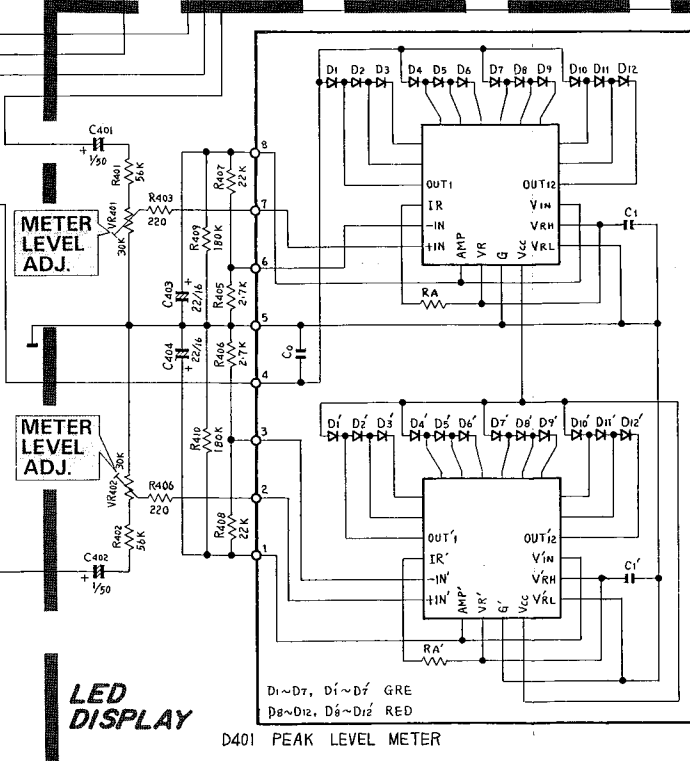 D1 D2 D3 D4 D5 D6 D7 D8 D9 D10 D11 D12
C401
+ 1/50
R401
56K
8
R407
22K
OUT1 OUT12
R403
220
METER
LEVEL
ADJ.
VR401
30K
7
IR VIN
-IN VRH
+IN VRL
C1
AMP VR G Vcc
R409
180K
6
RA
C403
+ 22/16
R405
2.7K
5
C404
+ 22/16
R406
2.7K
Co
4
D1' D2' D3' D4' D5' D6' D7' D8' D9' D10' D11' D12'
METER
LEVEL
ADJ.
R410
180K
3
30K
VR402
R406
220
2
R402
56K
R408
22K
OUT'1 OUT'12
IR' V'IN
-IN' V'RH
+IN' V'RL
C1'
AMP' VR' G' Vcc
C402
+ 1/50
1
RA'
LED
DISPLAY
D1~D7, D1'~D7' GRE
D8~D12, D8'~D12' RED
D401 PEAK LEVEL METER